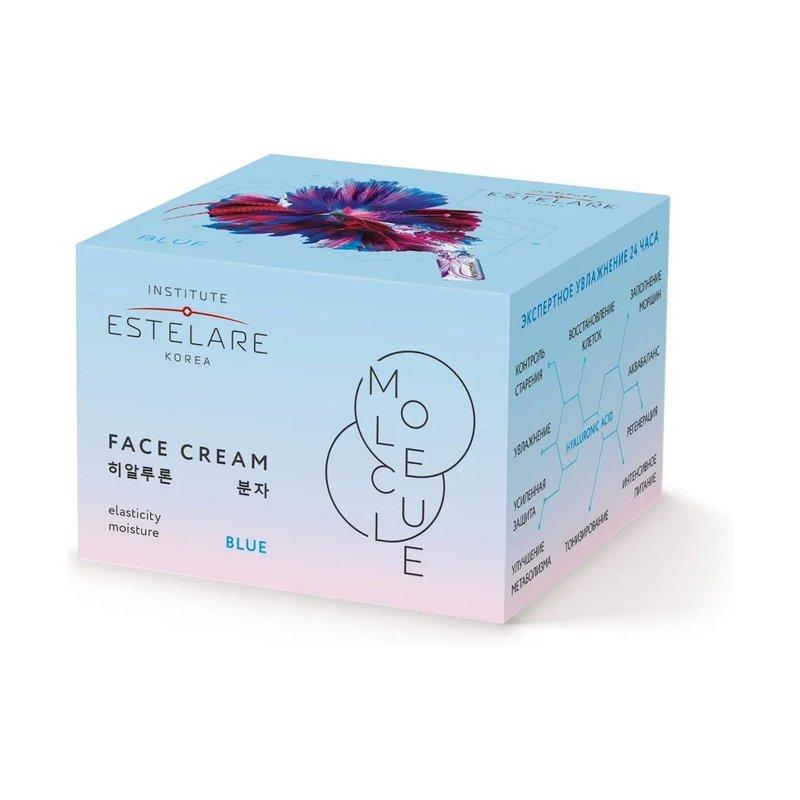 BLUE
INSTITUTE
ESTELARE
KOREA
INSTITUTE
ESTELARE
KOREA
FACE CREAM
히알루론 분자
elasticity
moisture
BLUE
MOLECULE
ЭКСПЕРТНОЕ УВЛАЖНЕНИЕ 24 ЧАСА
КОНТРОЛЬ
СТАРЕНИЯ
ВОССТАНОВЛЕНИЕ
КЛЕТОК
ЗАПОЛНЕНИЕ
МОРЩИН
АКВАБАЛАНС
УВЛАЖНЕНИЕ
HYALURONIC ACID
РЕГЕНЕРАЦИЯ
УСИЛЕННАЯ
ЗАЩИТА
ИНТЕНСИВНОЕ
ПИТАНИЕ
УЛУЧШЕНИЕ
МЕТАБОЛИЗМА
ТОНИЗИРОВАНИЕ